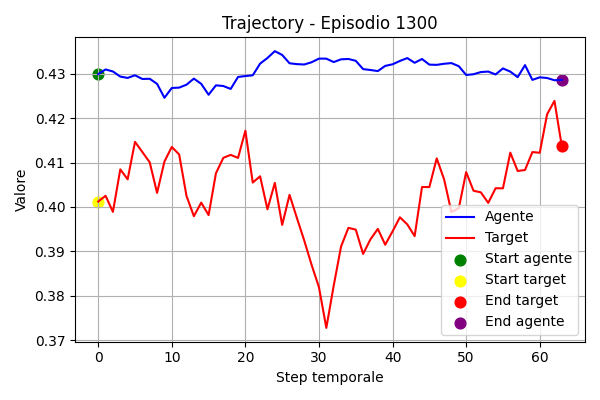 Trajectory - Episodio 1300
Valore
0.43
0.42
0.41
0.40
0.39
0.38
0.37
0
10
20
30
40
50
60
Step temporale
Agente
Target
Start agente
Start target
End target
End agente